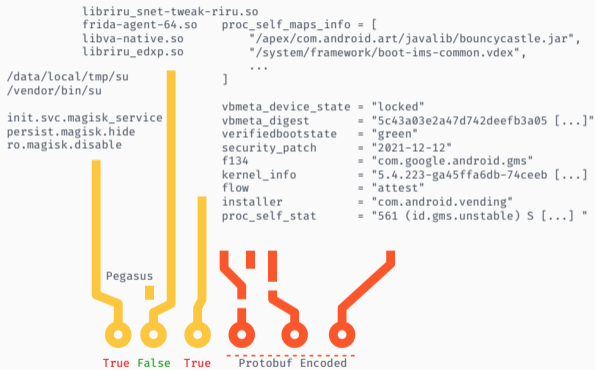 libriru_snet-tweak-riru.so
frida-agent-64.so
libva-native.so
libriru_edxp.so
/data/local/tmp/su
/vendor/bin/su
init.svc.magisk_service
persist.magisk.hide
ro.magisk.disable
proc_self_maps_info = [
"/apex/com.android.art/javalib/bouncycastle.jar",
"/system/framework/boot-ims-common.vdex",
...
]
vbmeta_device_state = "locked"
vbmeta_digest = "5c43a03e2a47d742deefb3a05 [...]"
verifiedbootstate = "green"
security_patch = "2021-12-12"
f134 = "com.google.android.gms"
kernel_info = "5.4.223-ga45ffa6db-74ceeb [...]
flow = "attest"
installer = "com.android.vending"
proc_self_stat = "561 (id.gms.unstable) S [...] "
Pegasus
True False True
Protobuf Encoded